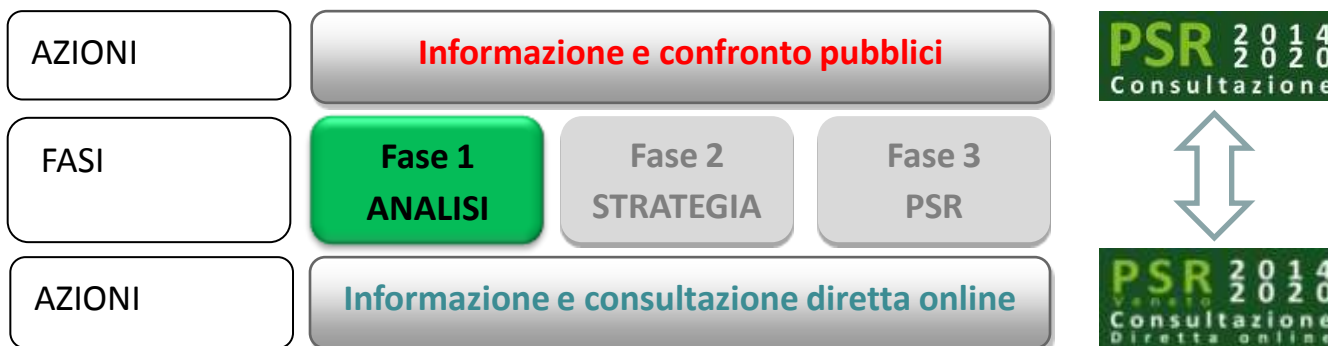 AZIONI
Informazione e confronto pubblici
PSR 2014
2020
Consultazione
FASI
Fase 1
ANALISI
Fase 2
STRATEGIA
Fase 3
PSR
AZIONI
Informazione e consultazione diretta online
PSR 2014
Veneto 2020
Consultazione
Diretta online